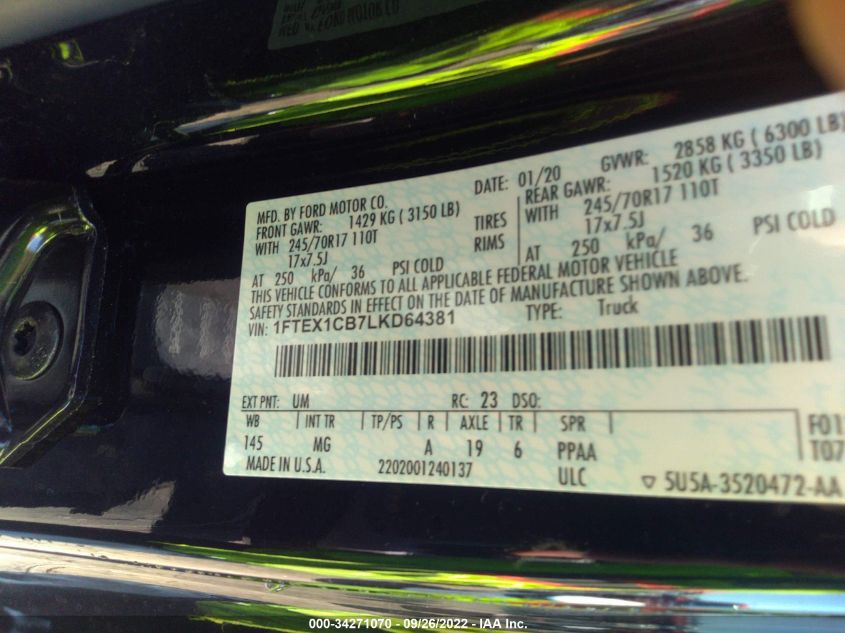 FORD MOTOR CO
MFD. BY FORD MOTOR CO. DATE: 01/20 GVWR: 2858 KG ( 6300 LB)
FRONT GAWR: 1429 KG ( 3150 LB) REAR GAWR: 1520 KG ( 3350 LB)
WITH 245/70R17 110T TIRES WITH 245/70R17 110T
17x7.5J RIMS 17x7.5J
AT 250 kPa/ 36 PSI COLD AT 250 kPa/ 36 PSI COLD
THIS VEHICLE CONFORMS TO ALL APPLICABLE FEDERAL MOTOR VEHICLE
SAFETY STANDARDS IN EFFECT ON THE DATE OF MANUFACTURE SHOWN ABOVE.
VIN: 1FTEX1CB7LKD64381 TYPE: Truck
EXT PNT: UM RC: 23 DSO:
WB INT TR TP/PS R AXLE TR SPR
145 MG A 19 6 PPAA
F01
T07
MADE IN U.S.A. 2202001240137 ULC 5U5A-3520472-AA
000-34271070 - 09/26/2022 - IAA Inc.